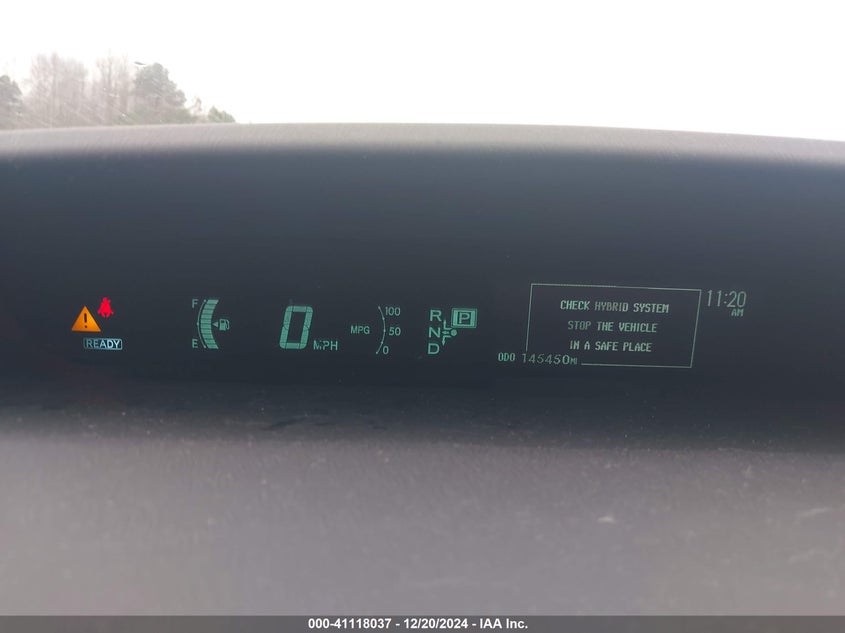 F
E
READY
0 MPH
MPG
100
50
0
R
N
D
P
CHECK HYBRID SYSTEM
STOP THE VEHICLE
IN A SAFE PLACE
ODO 145450MI
11:20
AM
000-41118037 - 12/20/2024 - IAA Inc.